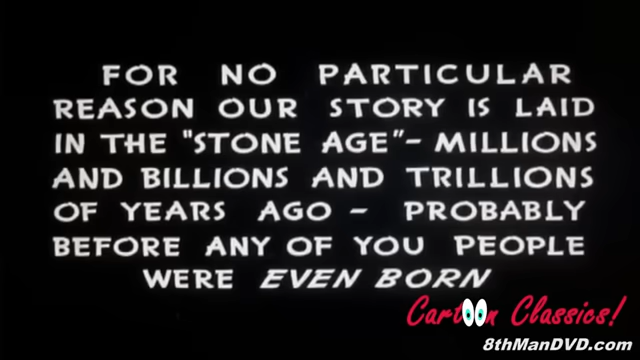 FOR NO PARTICULAR
REASON OUR STORY IS LAID
IN THE "STONE AGE"- MILLIONS
AND BILLIONS AND TRILLIONS
OF YEARS AGO - PROBABLY
BEFORE ANY OF YOU PEOPLE
WERE EVEN BORN
Cartoon Classics!
8thManDVD.com